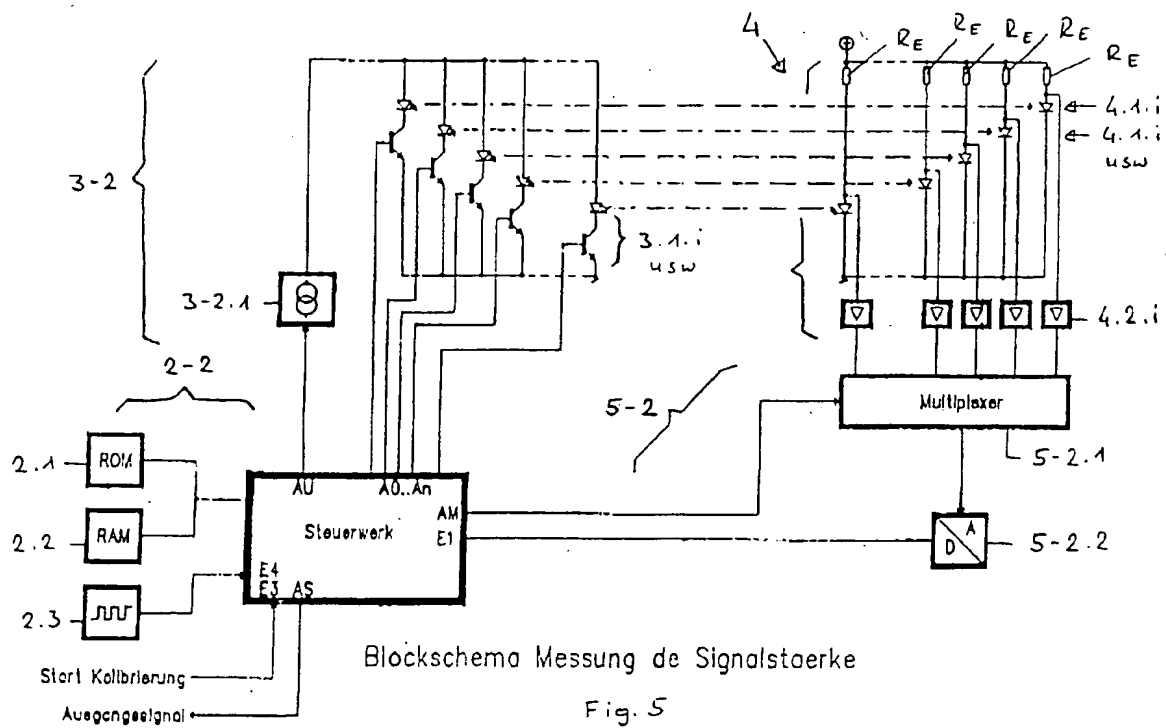 4
R_E
R_E
R_E
R_E
R_E
4.1.i
4.1.i
usw
3-2
3.1.i
usw
3-2.1
4.2.i
2-2
5-2
Multiplexer
5-2.1
2.1
ROM
AU
A0..An
AM
Steuerwerk
E1
A
D
5-2.2
2.2
RAM
E4
E3
AS
2.3
Blockschema Messung de Signalstaerke
Start Kalibrierung
Ausgangssignal
Fig. 5